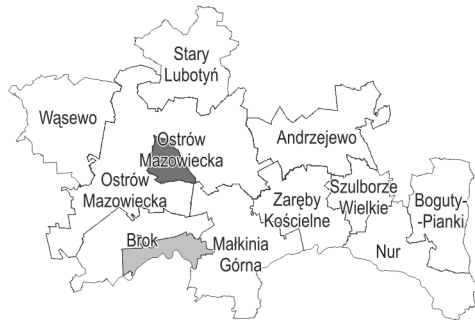 Stary
Lubotyń
Wąsewo
Ostrów
Mazowiecka
Andrzejewo
Ostrów
Mazowiecka
Zaręby
Kościelne
Szulborze
Wielkie
Boguty-
-Pianki
Brok
Małkinia
Górna
Nur